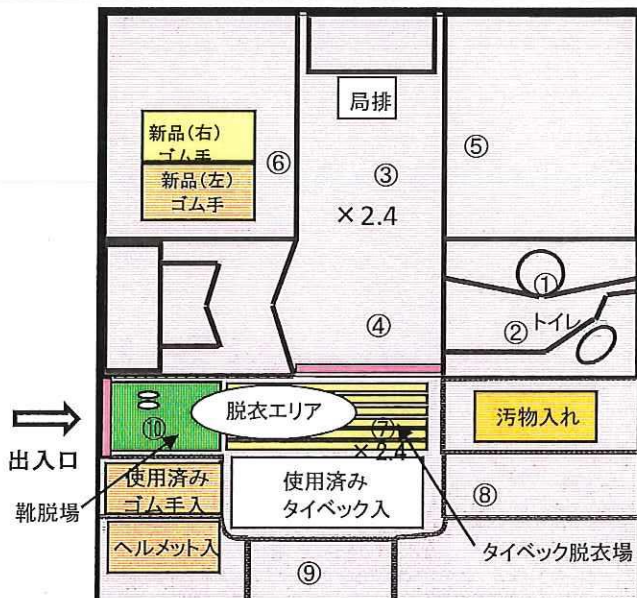 局排
新品(右)
ゴム手
新品(左)
ゴム手
⑥
③
× 2.4
⑤
①
② トイレ
④
脱衣エリア
⑩
⑦
× 2.4
汚物入れ
出入口
使用済み
ゴム手入
使用済み
タイベック入
⑧
靴脱場
ヘルメット入
⑨
タイベック脱衣場